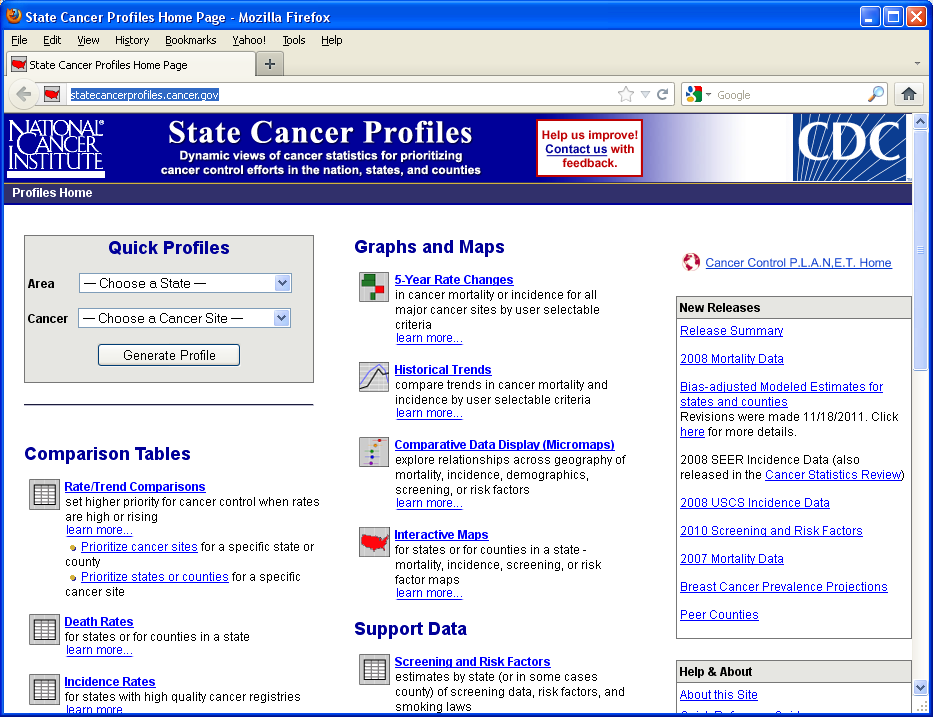 State Cancer Profiles Home Page - Mozilla Firefox
File Edit View History Bookmarks Yahoo! Tools Help
State Cancer Profiles Home Page
statecancerprofiles.cancer.gov
Google
NATIONAL
CANCER
INSTITUTE
State Cancer Profiles
Dynamic views of cancer statistics for prioritizing
cancer control efforts in the nation, states, and counties
Help us improve!
Contact us with
feedback.
CDC
Profiles Home
Quick Profiles
Area
— Choose a State —
Cancer
— Choose a Cancer Site —
Generate Profile
Comparison Tables
Rate/Trend Comparisons
set higher priority for cancer control when rates
are high or rising
learn more...
Prioritize cancer sites for a specific state or
county
Prioritize states or counties for a specific
cancer site
Death Rates
for states or for counties in a state
learn more...
Incidence Rates
for states with high quality cancer registries
learn more
Graphs and Maps
5-Year Rate Changes
in cancer mortality or incidence for all
major cancer sites by user selectable
criteria
learn more...
Historical Trends
compare trends in cancer mortality and
incidence by user selectable criteria
learn more...
Comparative Data Display (Micromaps)
explore relationships across geography of
mortality, incidence, demographics,
screening, or risk factors
learn more...
Interactive Maps
for states or for counties in a state -
mortality, incidence, screening, or risk
factor maps
learn more...
Support Data
Screening and Risk Factors
estimates by state (or in some cases
county) of screening data, risk factors, and
smoking laws
Cancer Control P.L.A.N.E.T. Home
New Releases
Release Summary
2008 Mortality Data
Bias-adjusted Modeled Estimates for
states and counties
Revisions were made 11/18/2011. Click
here for more details.
2008 SEER Incidence Data (also
released in the Cancer Statistics Review)
2008 USCS Incidence Data
2010 Screening and Risk Factors
2007 Mortality Data
Breast Cancer Prevalence Projections
Peer Counties
Help & About
About this Site